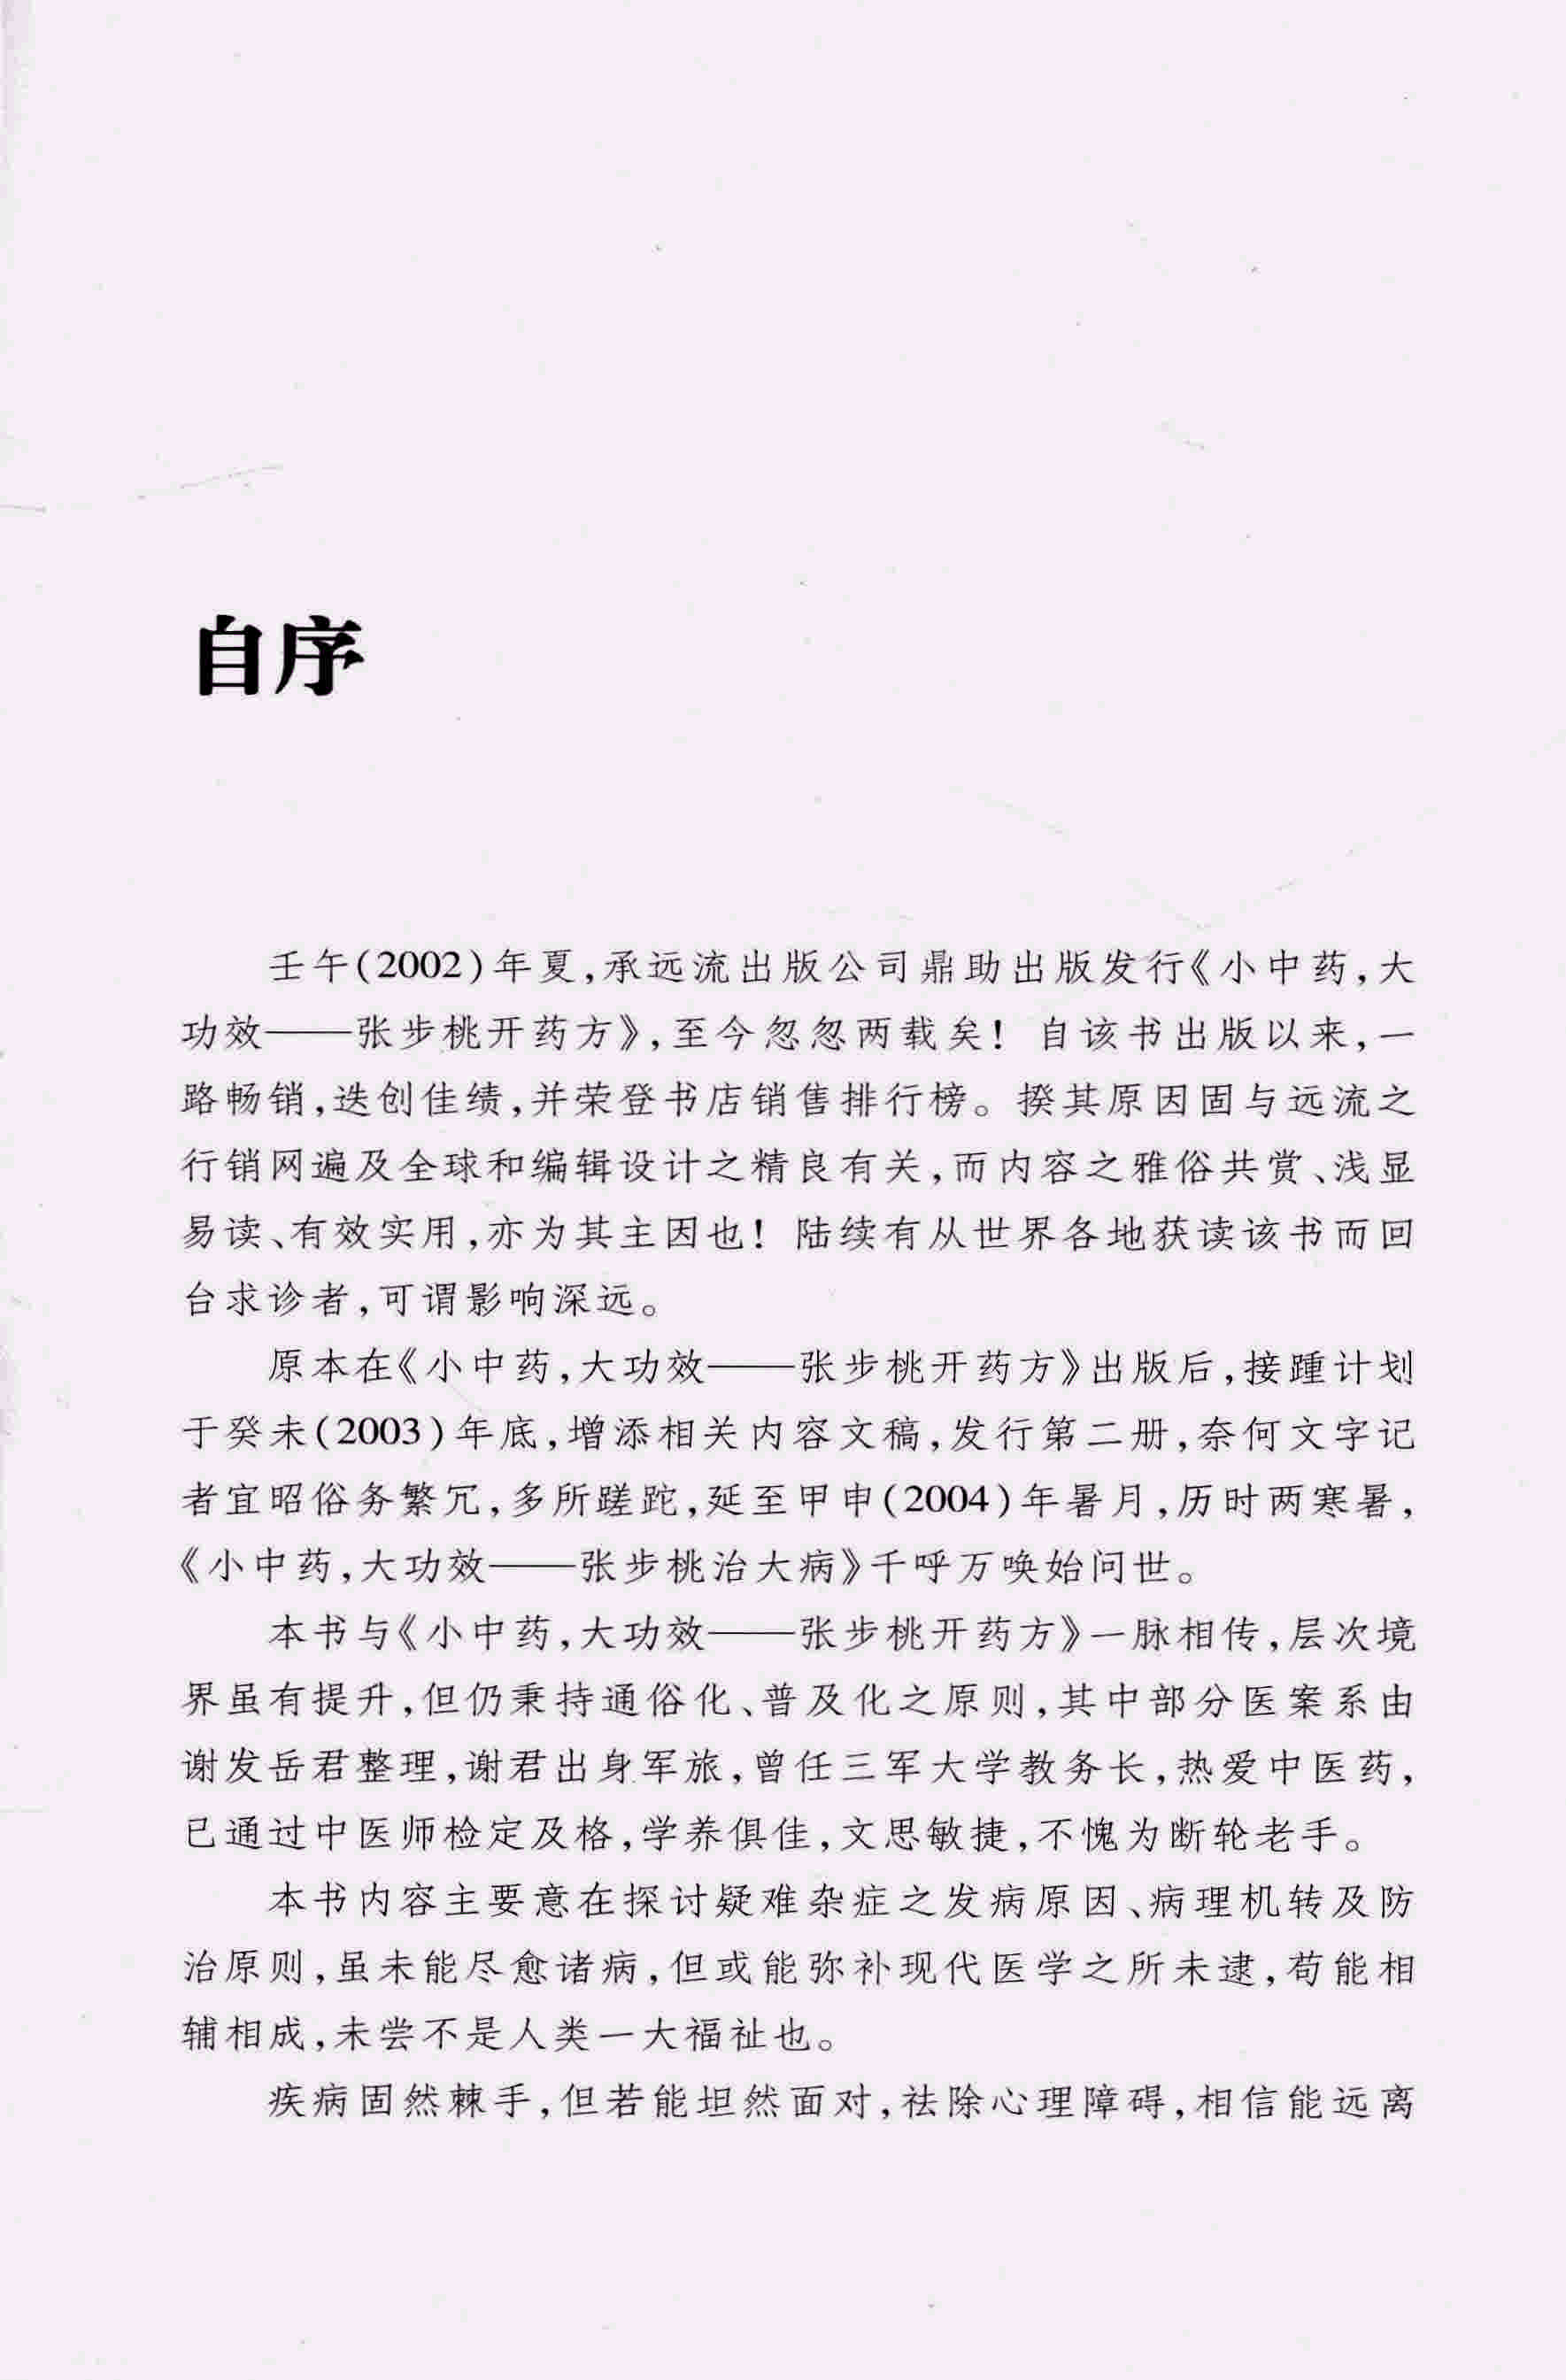 自序
壬午(2002)年夏,承远流出版公司鼎助出版发行《小中药,大
功效——张步桃开药方》,至今忽忽两载矣! 自该书出版以来,一
路畅销,迭创佳绩,并荣登书店销售排行榜。揆其原因固与远流之
行销网遍及全球和编辑设计之精良有关,而内容之雅俗共赏、浅显
易读、有效实用,亦为其主因也! 陆续有从世界各地获读该书而回
台求诊者,可谓影响深远。
原本在《小中药,大功效——张步桃开药方》出版后,接踵计划
于癸未(2003)年底,增添相关内容文稿,发行第二册,奈何文字记
者宜昭俗务繁冗,多所蹉跎,延至甲申(2004)年暑月,历时两寒暑,
《小中药,大功效——张步桃治大病》千呼万唤始问世。
本书与《小中药,大功效——张步桃开药方》一脉相传,层次境
界虽有提升,但仍秉持通俗化、普及化之原则,其中部分医案系由
谢发岳君整理,谢君出身军旅,曾任三军大学教务长,热爱中医药,
已通过中医师检定及格,学养俱佳,文思敏捷,不愧为断轮老手。
本书内容主要意在探讨疑难杂症之发病原因、病理机转及防
治原则,虽未能尽愈诸病,但或能弥补现代医学之所未逮,苟能相
辅相成,未尝不是人类一大福祉也。
疾病固然棘手,但若能坦然面对,祛除心理障碍,相信能远离